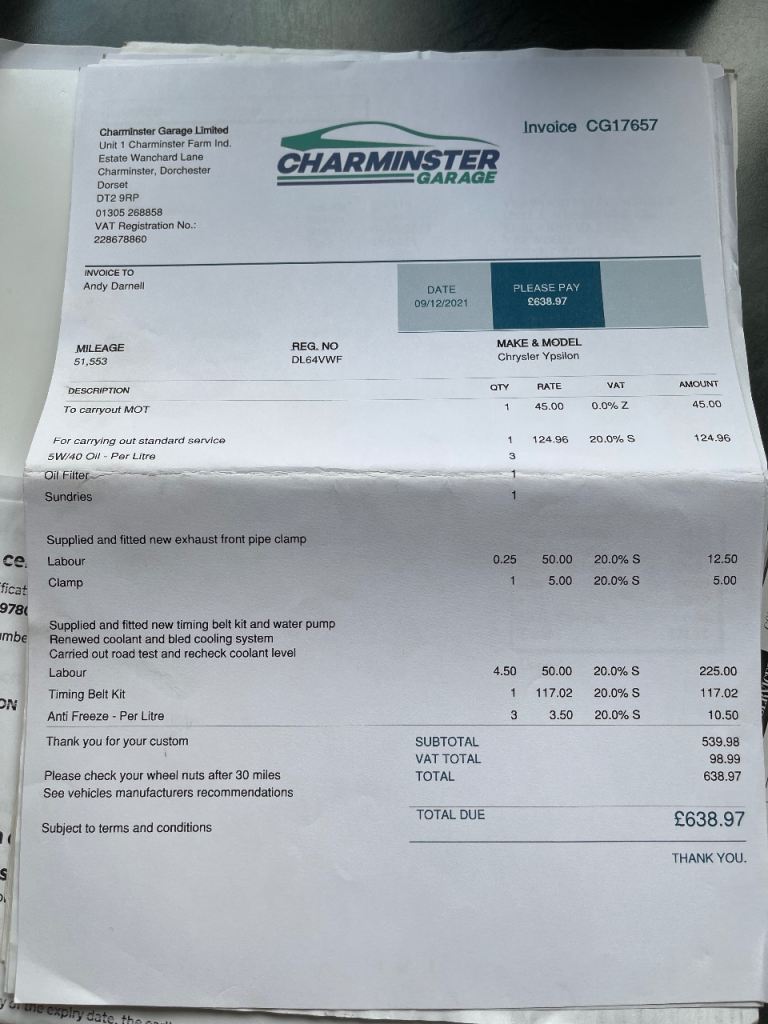 Charminster Garage Limited
Unit 1 Charminster Farm Ind.
Estate Wanchard Lane
Charminster, Dorchester
Dorset
DT2 9RP
01305 268858
VAT Registration No.:
228678860
CHARMINSTER
GARAGE
Invoice CG17657
INVOICE TO
Andy Darnell
DATE
09/12/2021
PLEASE PAY
£638.97
MILEAGE
51,553
REG. NO
DL64VWF
MAKE & MODEL
Chrysler Ypsilon
DESCRIPTION QTY RATE VAT AMOUNT
To carryout MOT 1 45.00 0.0% Z 45.00
For carrying out standard service 1 124.96 20.0% S 124.96
5W/40 Oil - Per Litre 3
Oil Filter 1
Sundries 1
Supplied and fitted new exhaust front pipe clamp
Labour 0.25 50.00 20.0% S 12.50
Clamp 1 5.00 20.0% S 5.00
Supplied and fitted new timing belt kit and water pump
Renewed coolant and bled cooling system
Carried out road test and recheck coolant level
Labour 4.50 50.00 20.0% S 225.00
Timing Belt Kit 1 117.02 20.0% S 117.02
Anti Freeze - Per Litre 3 3.50 20.0% S 10.50
Thank you for your custom
Please check your wheel nuts after 30 miles
See vehicles manufacturers recommendations
Subject to terms and conditions
SUBTOTAL 539.98
VAT TOTAL 98.99
TOTAL 638.97
TOTAL DUE £638.97
THANK YOU.
expiry date, the